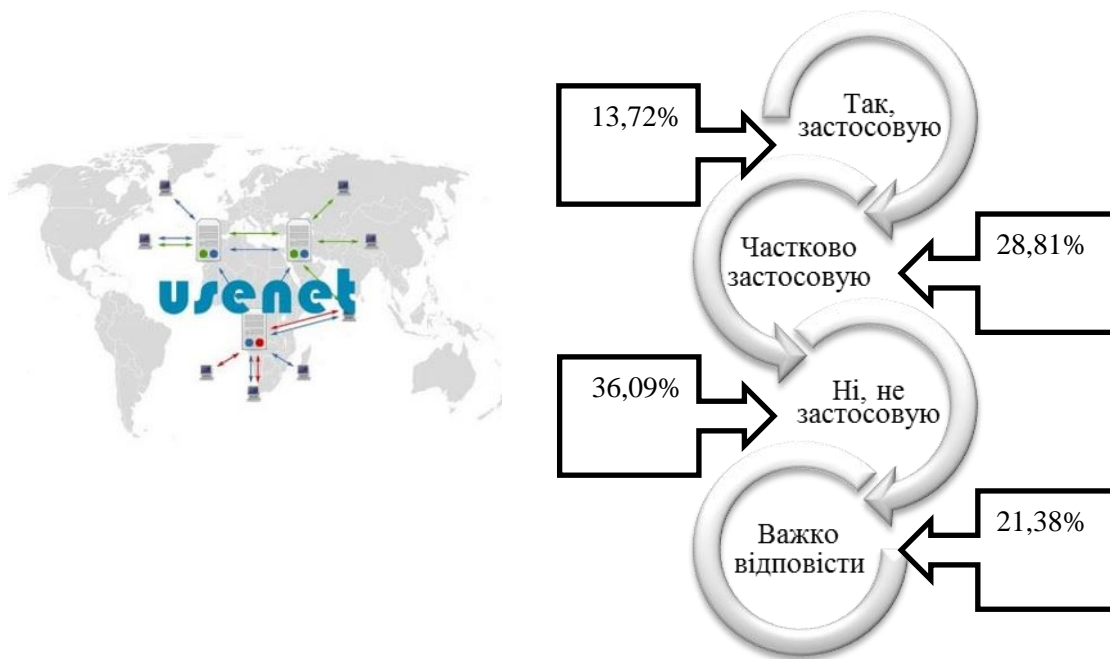 usenet
13,72%
Так,
застосовую
Частково
застосовую
28,81%
36,09%
Ні, не
застосовую
Важко
відповісти
21,38%